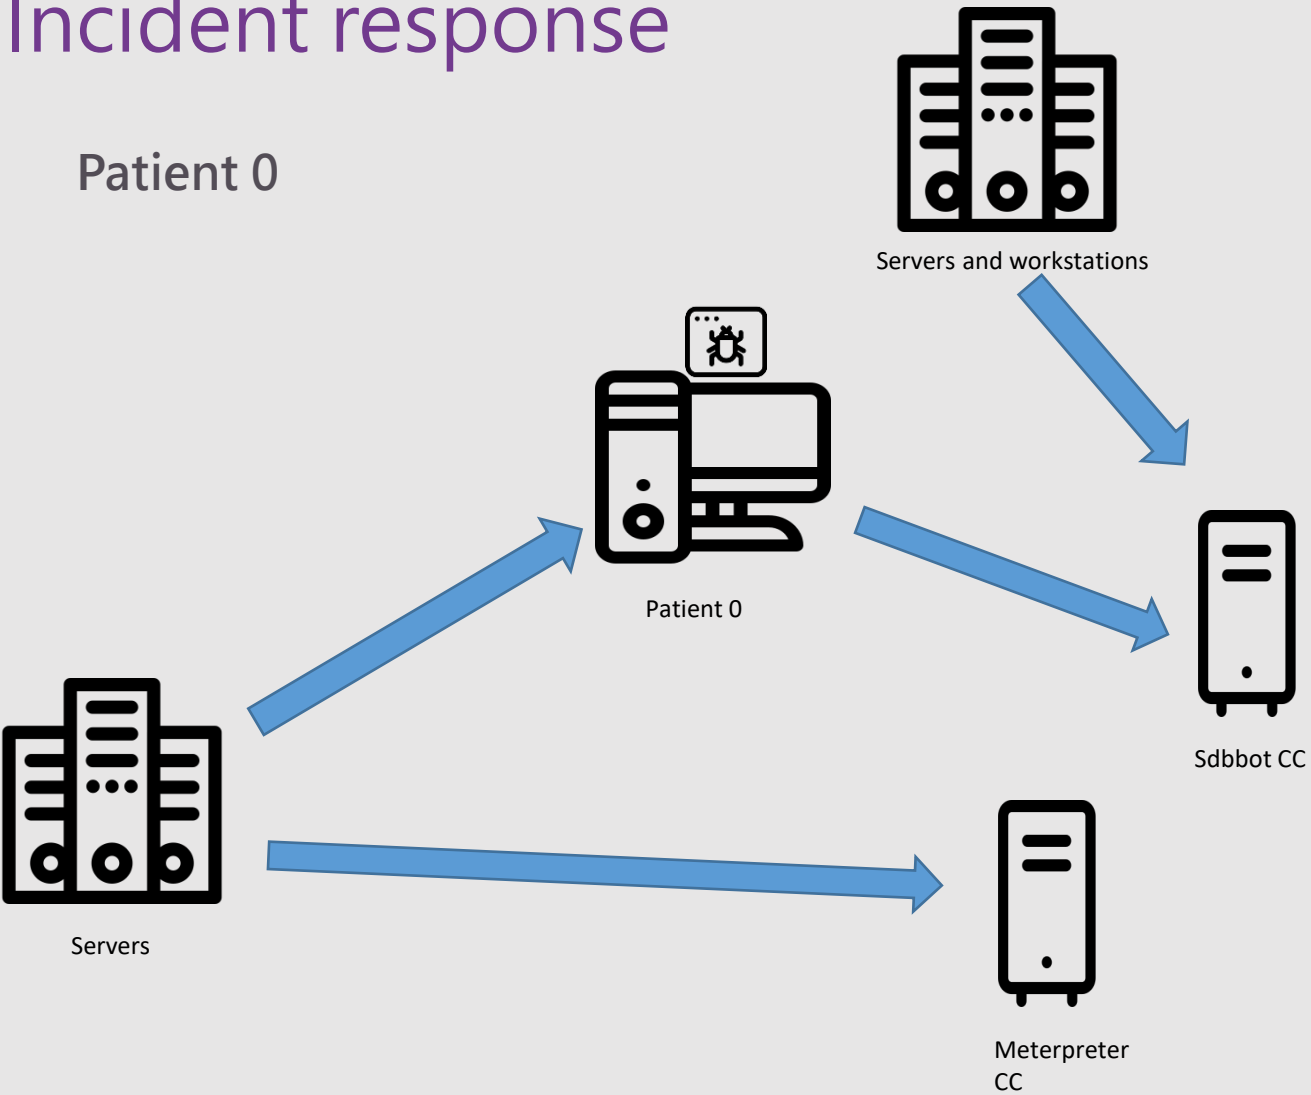 Incident response
Patient 0
Servers and workstations
Patient 0
Sdbbot CC
Servers
Meterpreter
CC